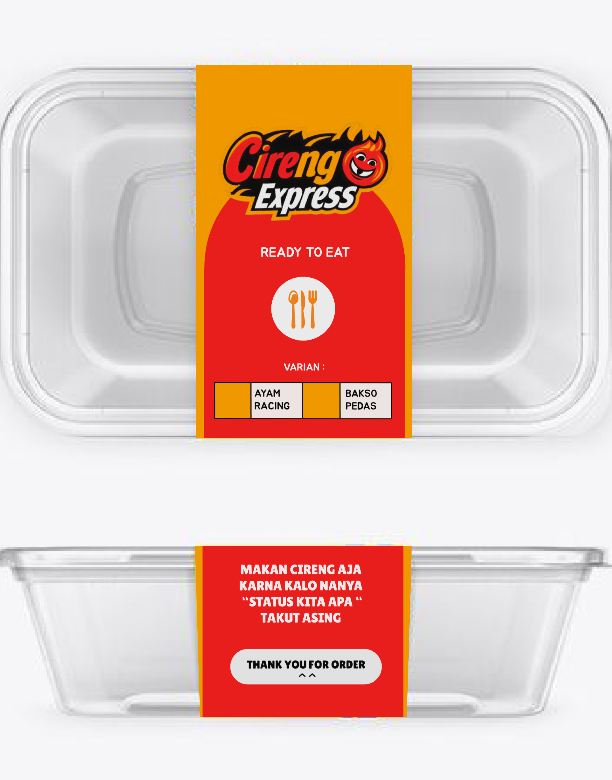 Cireng
Express
READY TO EAT
VARIAN :
AYAM
RACING
BAKSO
PEDAS
MAKAN CIRENG AJA
KARNA KALO NANYA
“STATUS KITA APA “
TAKUT ASING
THANK YOU FOR ORDER
^ ^